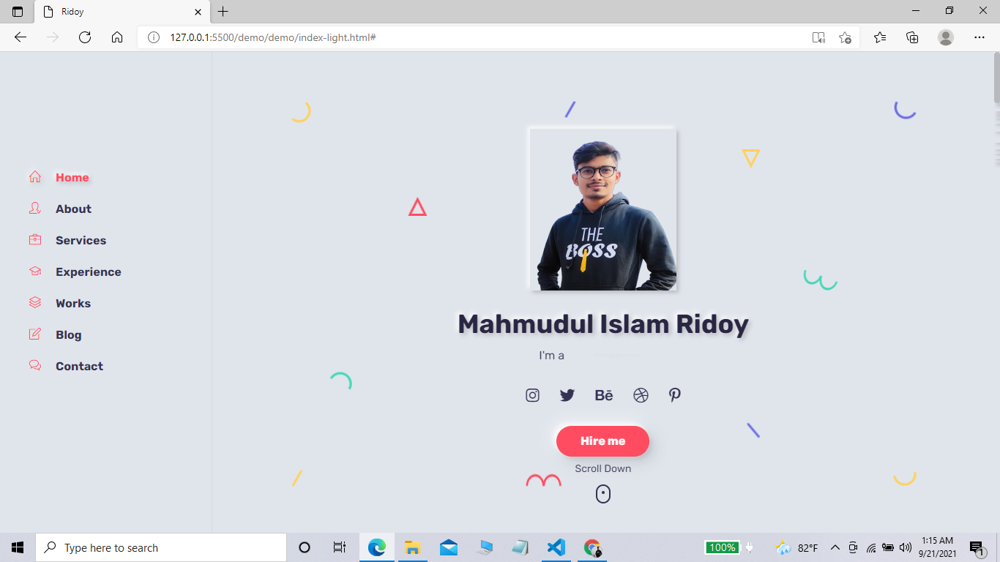 Ridoy
127.0.0.1:5500/demo/demo/index-light.html#
Home
About
Services
Experience
Works
Blog
Contact
THE
BOSS
Mahmudul Islam Ridoy
I'm a
Bē
Hire me
Scroll Down
Type here to search
100%
82°F
1:15 AM
9/21/2021
1